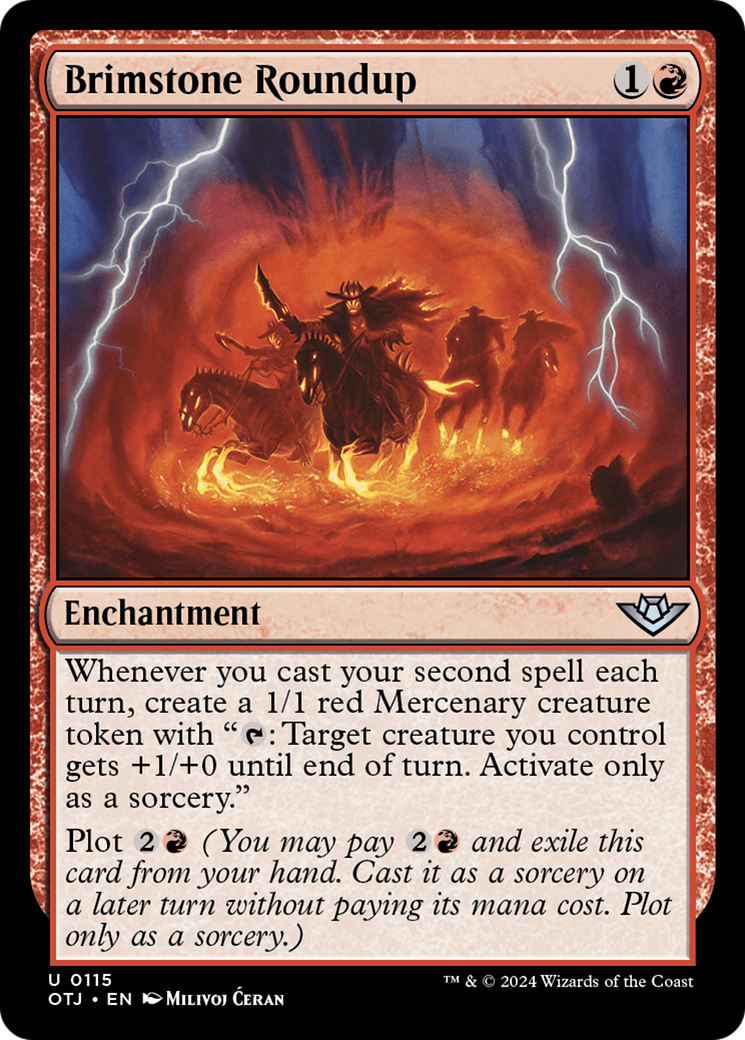 Brimstone Roundup 1
Enchantment
Whenever you cast your second spell each
turn, create a 1/1 red Mercenary creature
token with “: Target creature you control
gets +1/+0 until end of turn. Activate only
as a sorcery.”
Plot 2 (You may pay 2 and exile this
card from your hand. Cast it as a sorcery on
a later turn without paying its mana cost. Plot
only as a sorcery.)
U 0115
™ & © 2024 Wizards of the Coast
OTJ • EN Milivoj Ćeran